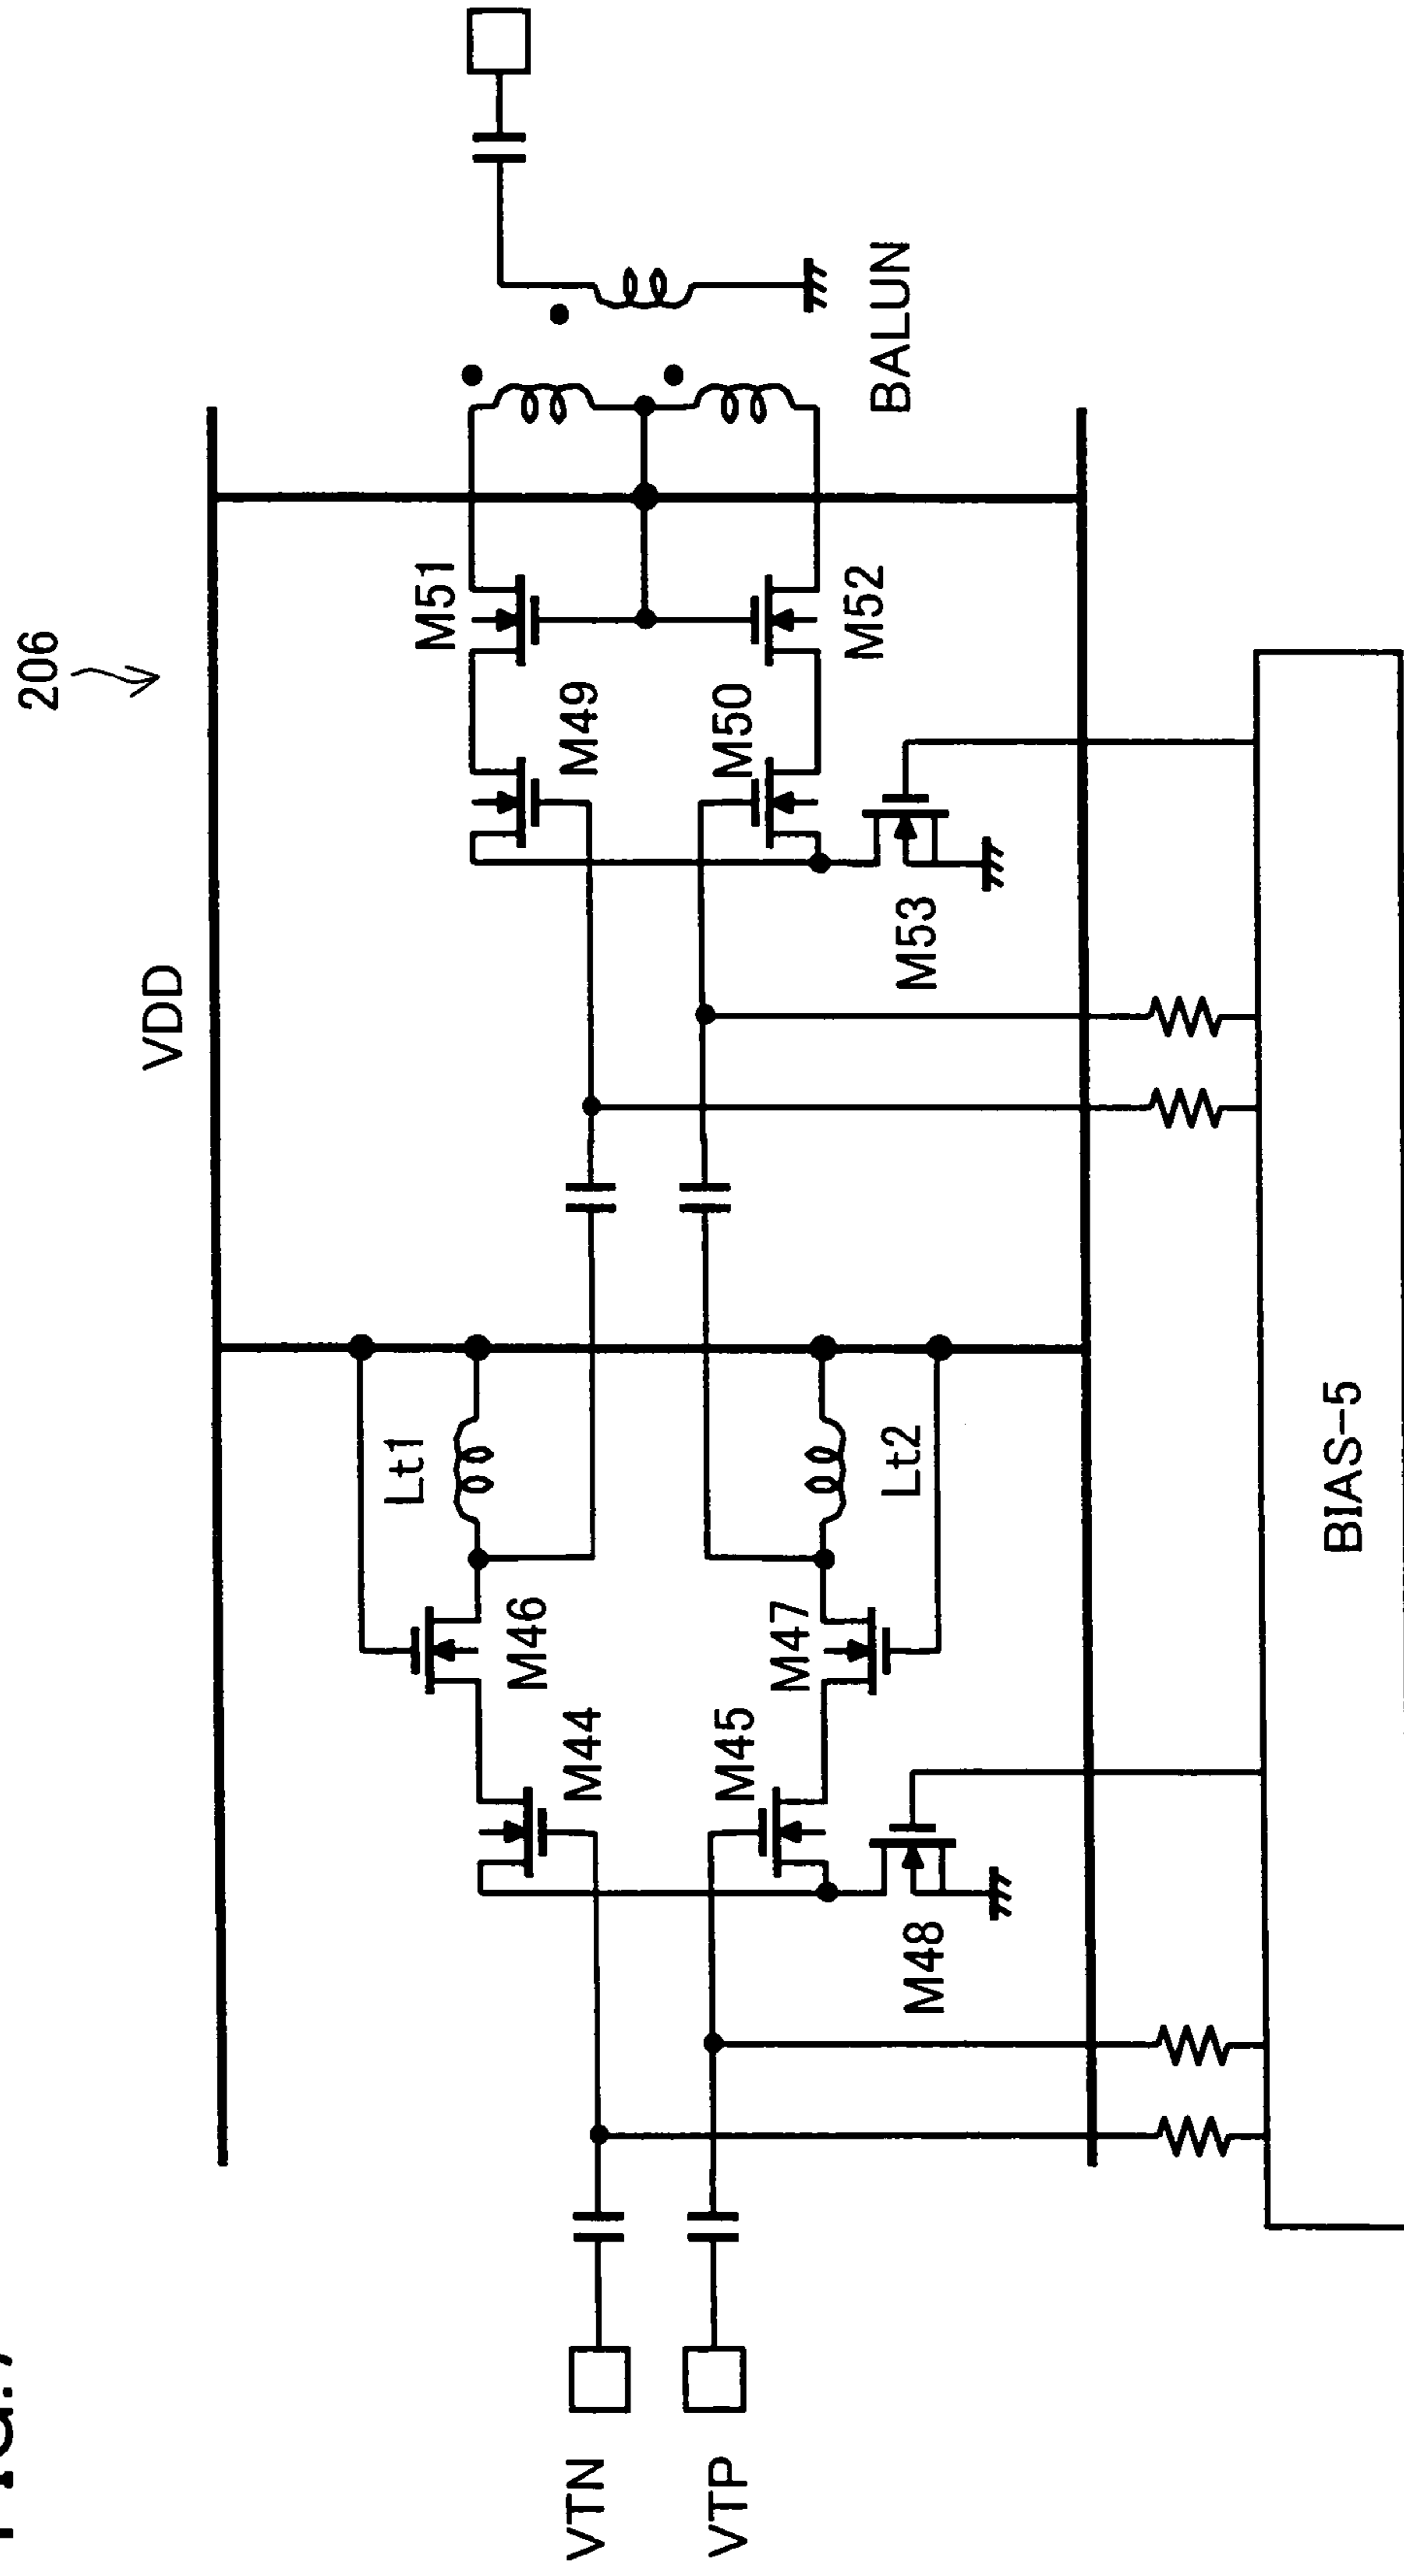 206
VDD
M51
M49
M50
M52
M53
BALUN
Lt1
Lt2
M46
M44
M47
M45
M48
VTN
VTP
BIAS-5